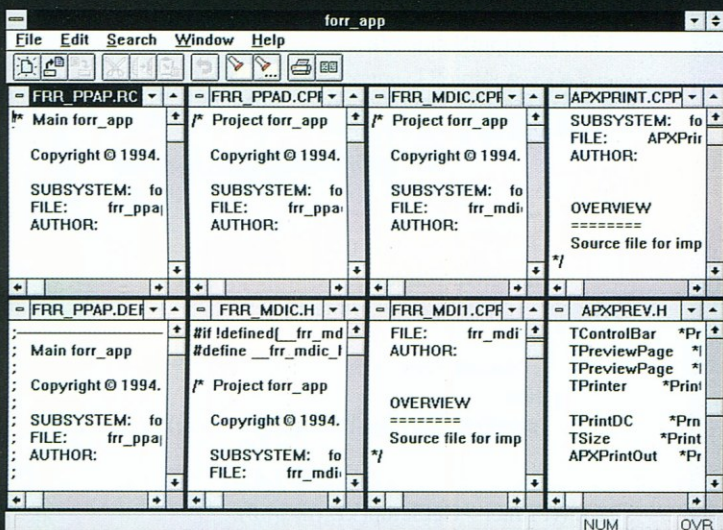 forr_app
File Edit Search Window Help
FRR_PPAP.RC
/* Main forr_app
Copyright © 1994.
SUBSYSTEM: fo
FILE: frr_ppa
AUTHOR:
FRR_PPAD.CPF
/* Project forr_app
Copyright © 1994.
SUBSYSTEM: fo
FILE: frr_ppa
AUTHOR:
FRR_MDIC.CPF
/* Project forr_app
Copyright © 1994.
SUBSYSTEM: fo
FILE: frr_mdi
AUTHOR:
APXPRINT.CPP
SUBSYSTEM: fo
FILE: APXPrir
AUTHOR:
OVERVIEW
========
Source file for imp
*/
FRR_PPAP.DEF
;
; Main forr_app
;
; Copyright © 1994.
;
; SUBSYSTEM: fo
; FILE: frr_ppa
; AUTHOR:
;
FRR_MDIC.H
#if !defined(__frr_md
#define __frr_mdic_h
/* Project forr_app
Copyright © 1994.
SUBSYSTEM: fo
FILE: frr_mdi
FRR_MDI1.CPF
FILE: frr_mdi
AUTHOR:
OVERVIEW
========
Source file for imp
*/
APXPREV.H
TControlBar *Pr
TPreviewPage *
TPreviewPage *
TPrinter *Print
TPrintDC *Prn
TSize *Print
APXPrintOut *Pr
NUM OVR